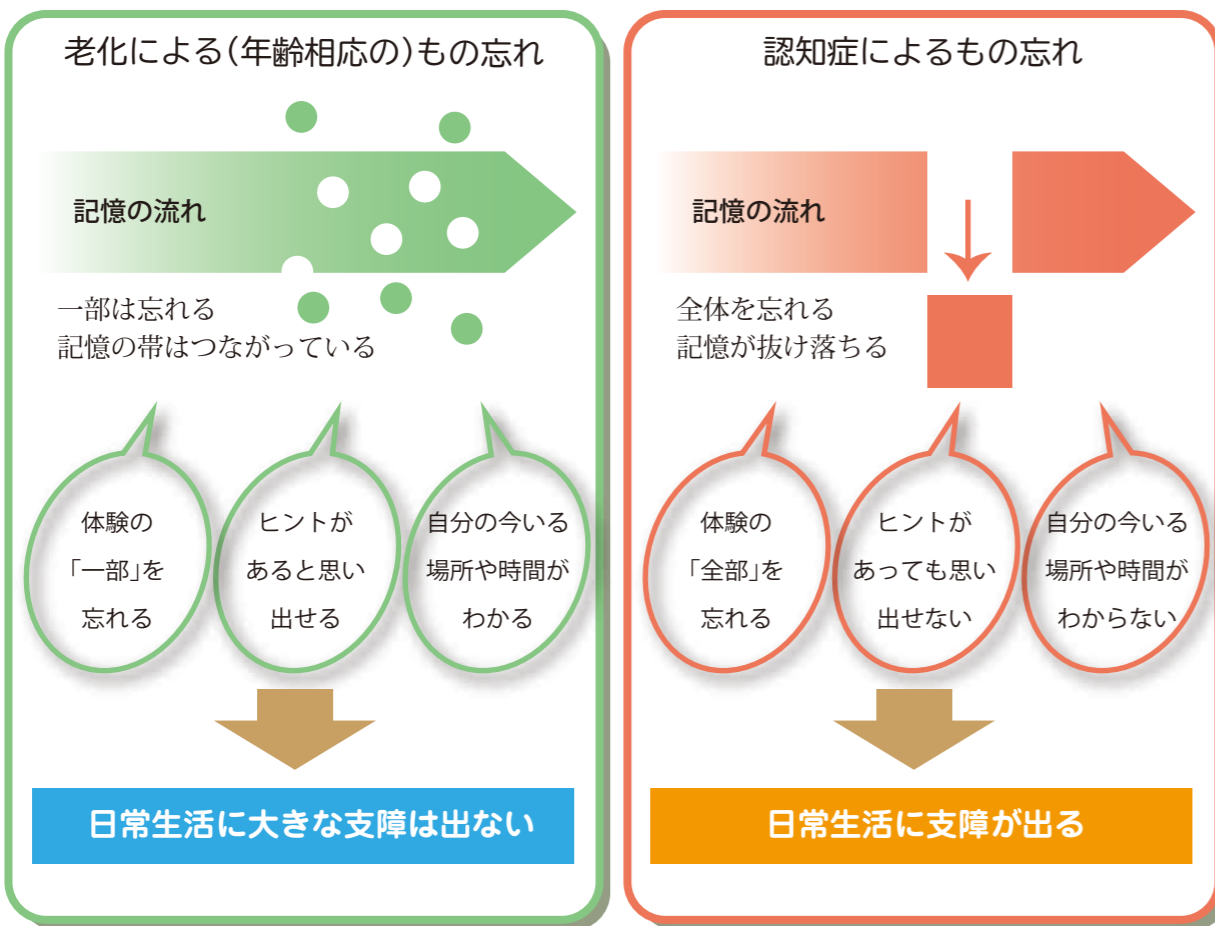 老化による(年齢相応の)もの忘れ
記憶の流れ
一部は忘れる
記憶の帯はつながっている
体験の
「一部」を
忘れる
ヒントが
あると思い
出せる
自分の今いる
場所や時間が
わかる
日常生活に大きな支障は出ない
認知症によるもの忘れ
記憶の流れ
全体を忘れる
記憶が抜け落ちる
体験の
「全部」を
忘れる
ヒントが
あっても思い
出せない
自分の今いる
場所や時間が
わからない
日常生活に支障が出る